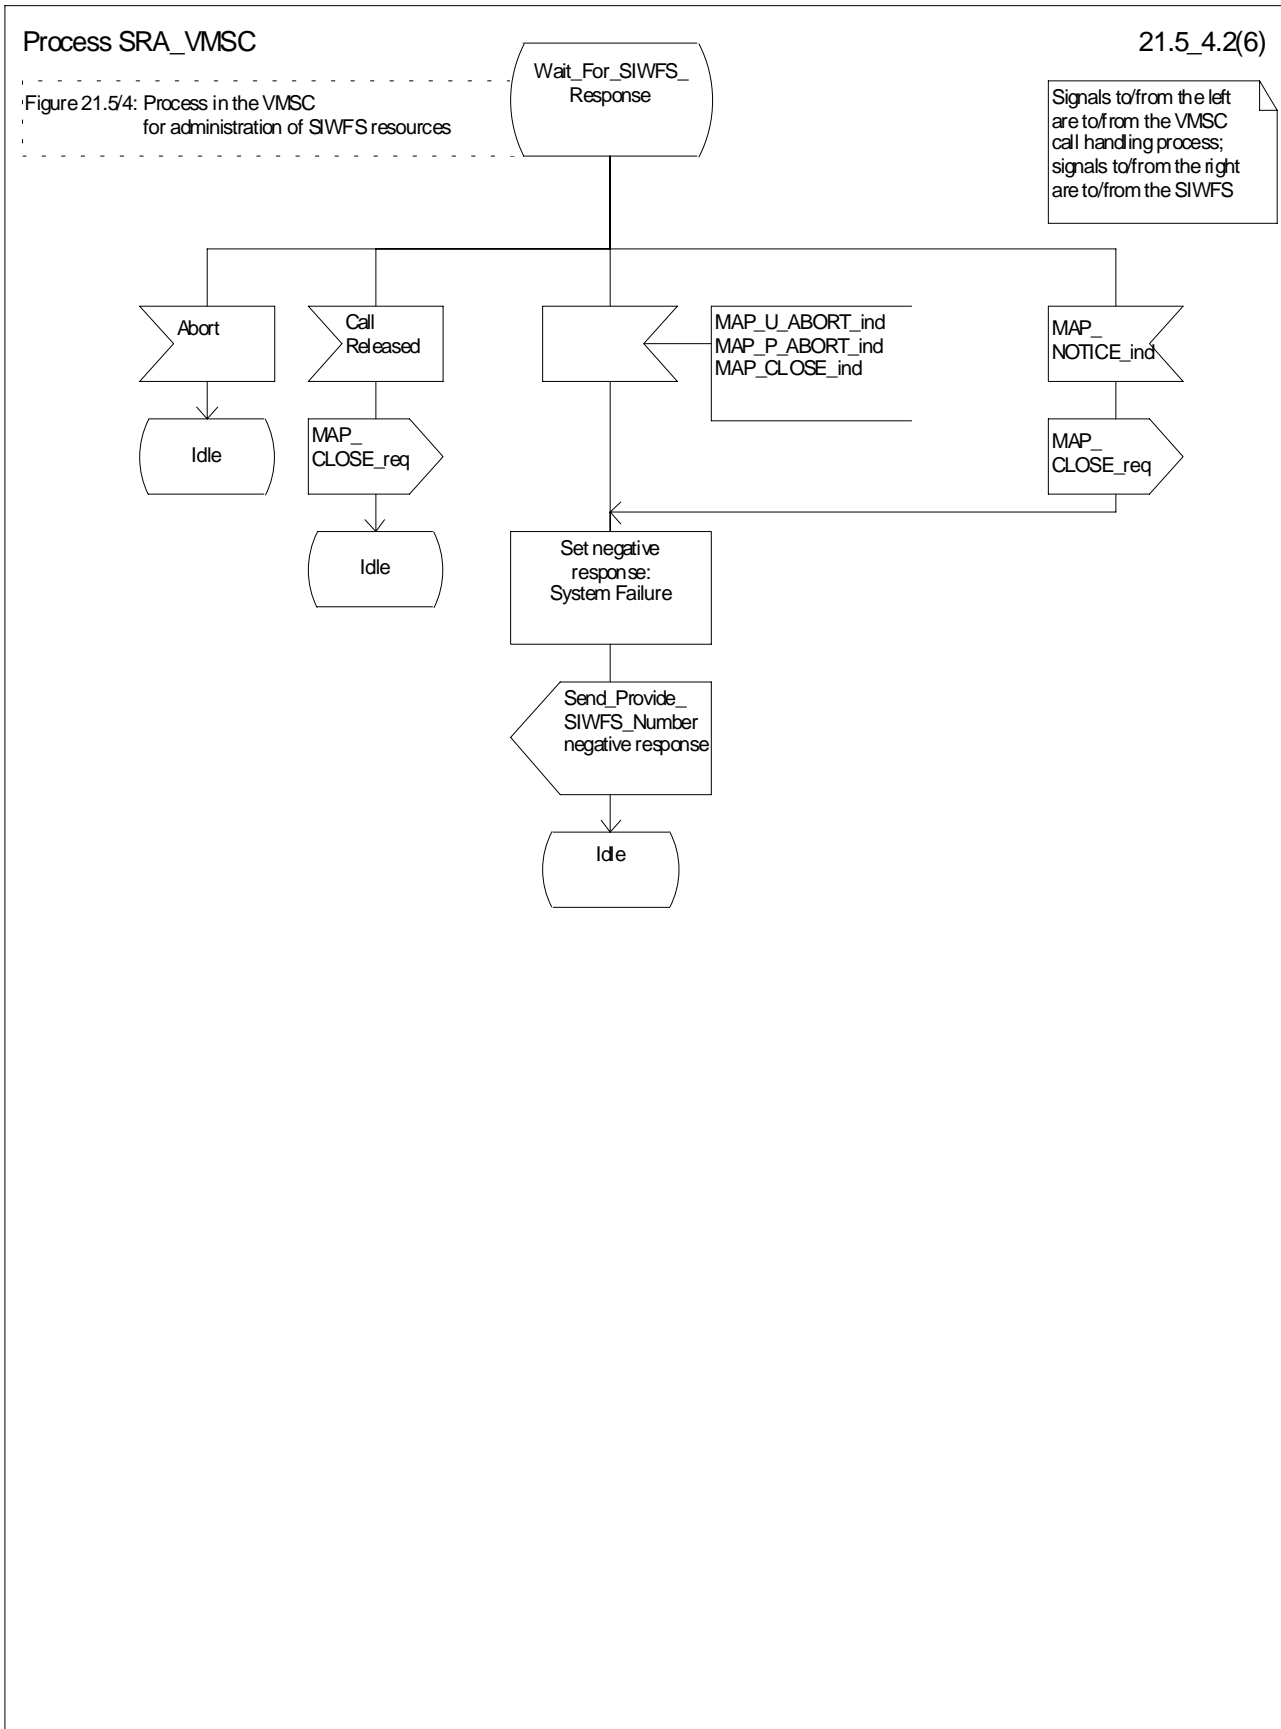 Process SRA_VMSC
21.5_4.2(6)
Wait_For_SIWFS_
Response
Figure 21.5/4: Process in the VMSC
for administration of SIWFS resources
Signals to/from the left
are to/from the VMSC
call handling process;
signals to/from the right
are to/from the SIWFS
Abort
Call
Released
MAP_U_ABORT_ind
MAP_P_ABORT_ind
MAP_CLOSE_ind
MAP_
NOTICE_ind
Idle
MAP_
CLOSE_req
MAP_
CLOSE_req
Idle
Set negative
response:
System Failure
Send_Provide_
SIWFS_Number
negative response
Idle